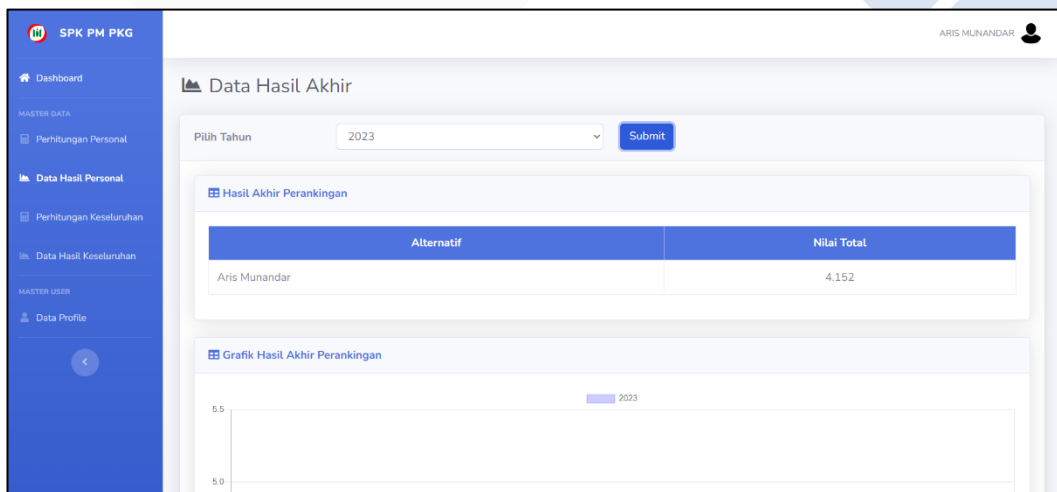 SPK PM PKG
ARIS MUNANDAR
Dashboard
Data Hasil Akhir
MASTER DATA
Perhitungan Personal
Pilih Tahun 2023 Submit
Data Hasil Personal
Hasil Akhir Perankingan
Perhitungan Keseluruhan
Alternatif Nilai Total
Data Hasil Keseluruhan
Aris Munandar 4.152
MASTER USER
Data Profile
Grafik Hasil Akhir Perankingan
2023
5.5
5.0